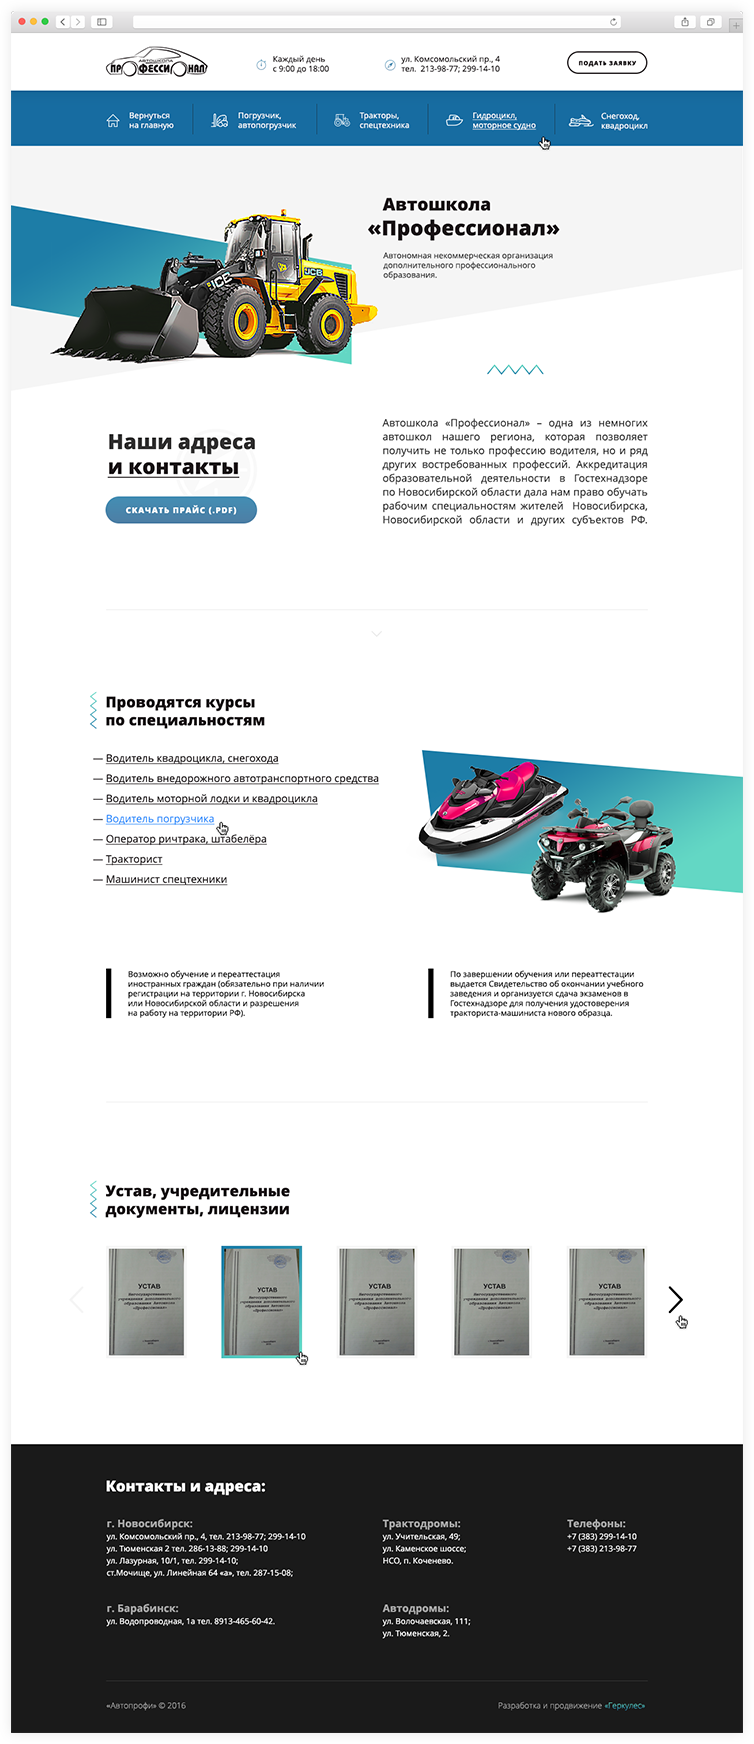 АВТОШКОЛА
ПРОФЕССИОНАЛ
Каждый день
с 9:00 до 18:00
ул. Комсомольский пр., 4
тел. 213-98-77; 299-14-10
ПОДАТЬ ЗАЯВКУ
Вернуться
на главную
Погрузчик,
автопогрузчик
Тракторы,
спецтехника
Гидроцикл,
моторное судно
Снегоход,
квадроцикл
Автошкола
«Профессионал»
Автономная некоммерческая организация
дополнительного профессионального
образования.
JCB
JCB
Наши адреса
и контакты
СКАЧАТЬ ПРАЙС (.PDF)
Автошкола «Профессионал» – одна из немногих
автошкол нашего региона, которая позволяет
получить не только профессию водителя, но и ряд
других востребованных профессий. Аккредитация
образовательной деятельности в Гостехнадзоре
по Новосибирской области дала нам право обучать
рабочим специальностям жителей Новосибирска,
Новосибирской области и других субъектов РФ.
Проводятся курсы
по специальностям
— Водитель квадроцикла, снегохода
— Водитель внедорожного автотранспортного средства
— Водитель моторной лодки и квадроцикла
— Водитель погрузчика
— Оператор ричтрака, штабелёра
— Тракторист
— Машинист спецтехники
Возможно обучение и переаттестация
иностранных граждан (обязательно при наличии
регистрации на территории г. Новосибирска
или Новосибирской области и разрешения
на работу на территории РФ).
По завершении обучения или переаттестации
выдается Свидетельство об окончании учебного
заведения и организуется сдача экзаменов в
Гостехнадзоре для получения удостоверения
тракториста-машиниста нового образца.
Устав, учредительные
документы, лицензии
УСТАВ
УСТАВ
УСТАВ
УСТАВ
УСТАВ
Контакты и адреса:
г. Новосибирск:
ул. Комсомольский пр., 4, тел. 213-98-77; 299-14-10
ул. Тюменская 2 тел. 286-13-88; 299-14-10
ул. Лазурная, 10/1, тел. 299-14-10;
ст.Мочище, ул. Линейная 64 «а», тел. 287-15-08;
Трактодромы:
ул. Учительская, 49;
ул. Каменское шоссе;
НСО, п. Коченево.
Телефоны:
+7 (383) 299-14-10
+7 (383) 213-98-77
г. Барабинск:
ул. Водопроводная, 1а тел. 8913-465-60-42.
Автодромы:
ул. Волочаевская, 111;
ул. Тюменская, 2.
«Автопрофи» © 2016
Разработка и продвижение «Геркулес»